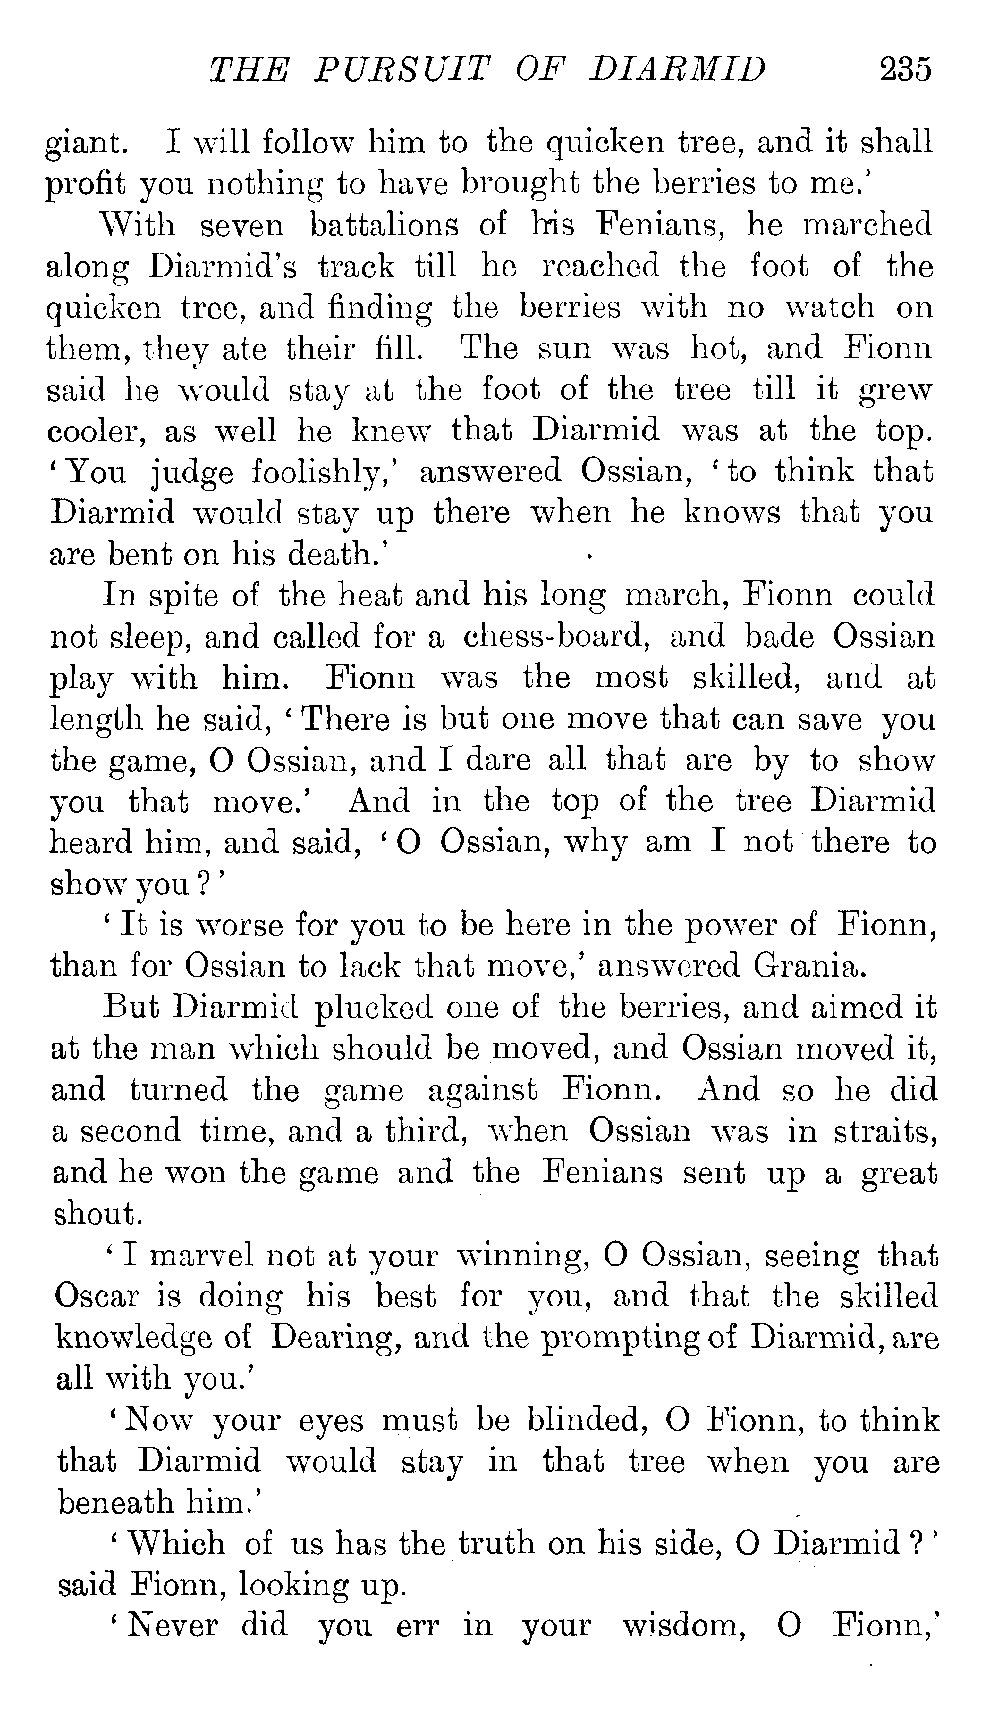 THE PURSUIT OF DIARMID 235
giant. I will follow him to the quicken tree, and it shall
profit you nothing to have brought the berries to me.’
With seven battalions of his Fenians, he marched
along Diarmid’s track till he reached the foot of the
quicken tree, and finding the berries with no watch on
them, they ate their fill. The sun was hot, and Fionn
said he would stay at the foot of the tree till it grew
cooler, as well he knew that Diarmid was at the top.
‘You judge foolishly,’ answered Ossian, ‘to think that
Diarmid would stay up there when he knows that you
are bent on his death.’
In spite of the heat and his long march, Fionn could
not sleep, and called for a chess-board, and bade Ossian
play with him. Fionn was the most skilled, and at
length he said, ‘There is but one move that can save you
the game, O Ossian, and I dare all that are by to show
you that move.’ And in the top of the tree Diarmid
heard him, and said, ‘O Ossian, why am I not there to
show you?’
‘It is worse for you to be here in the power of Fionn,
than for Ossian to lack that move,’ answered Grania.
But Diarmid plucked one of the berries, and aimed it
at the man which should be moved, and Ossian moved it,
and turned the game against Fionn. And so he did
a second time, and a third, when Ossian was in straits,
and he won the game and the Fenians sent up a great
shout.
‘I marvel not at your winning, O Ossian, seeing that
Oscar is doing his best for you, and that the skilled
knowledge of Dearing, and the prompting of Diarmid, are
all with you.’
‘Now your eyes must be blinded, O Fionn, to think
that Diarmid would stay in that tree when you are
beneath him.’
‘Which of us has the truth on his side, O Diarmid?’
said Fionn, looking up.
‘Never did you err in your wisdom, O Fionn,’